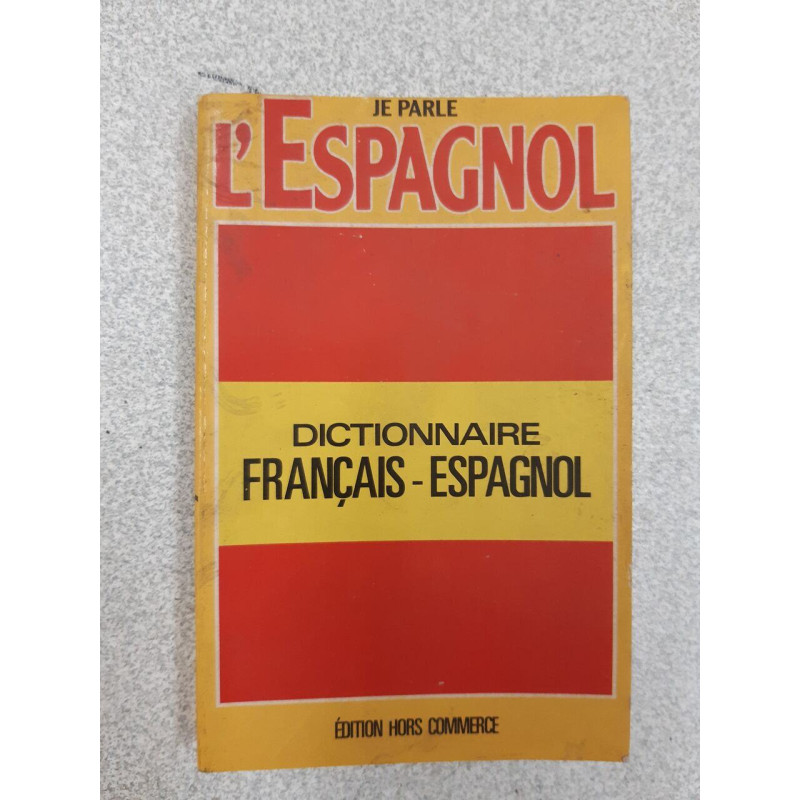 JE PARLE
L'ESPAGNOL
DICTIONNAIRE
FRANÇAIS - ESPAGNOL
ÉDITION HORS COMMERCE